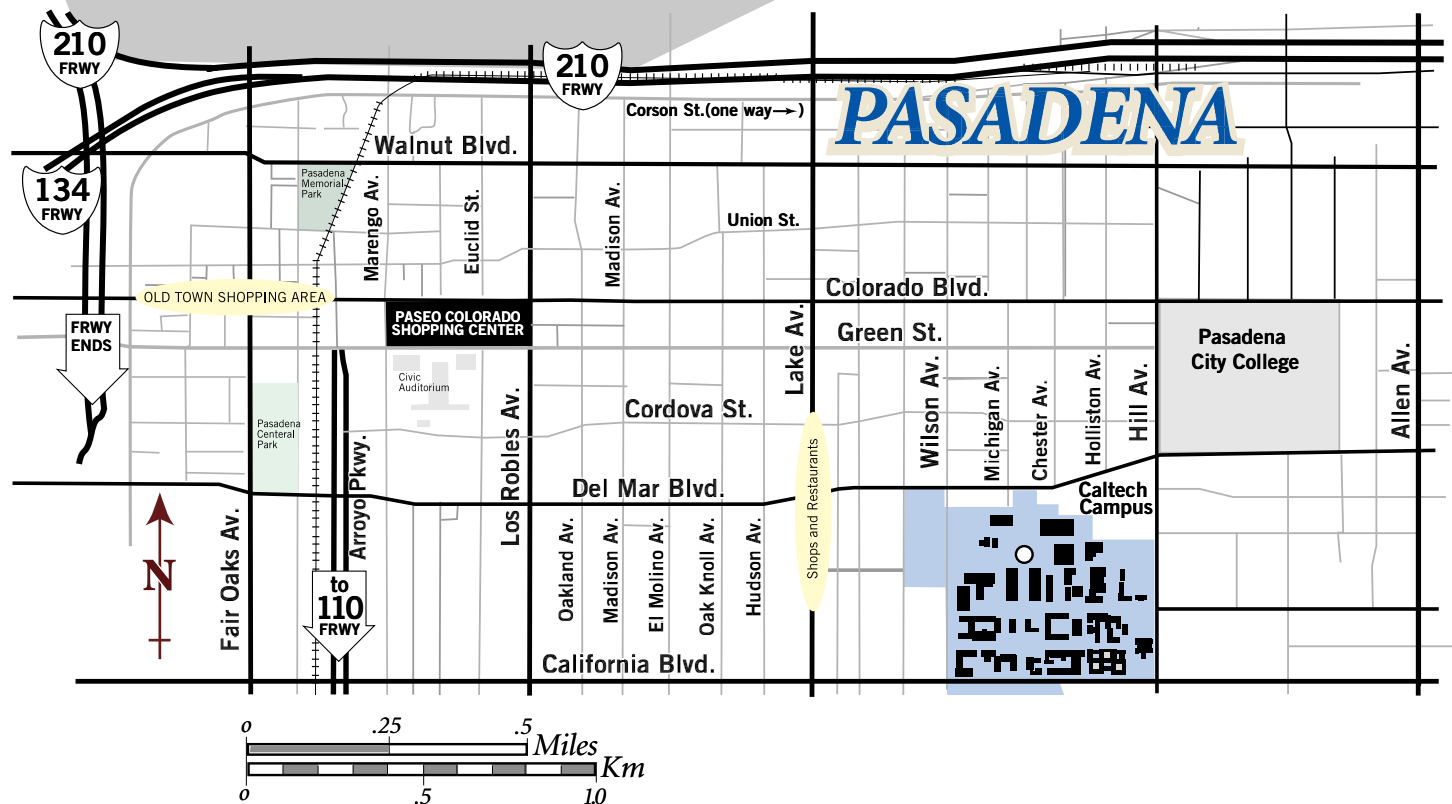 210
FRWY
210
FRWY
Corson St.(one way→)
PASADENA
Walnut Blvd.
134
FRWY
Pasadena
Memorial
Park
Marengo Av.
Euclid St.
Madison Av.
Union St.
OLD TOWN SHOPPING AREA
Colorado Blvd.
PASEO COLORADO
SHOPPING CENTER
FRWY
ENDS
Lake Av.
Green St.
Pasadena
City College
Civic
Auditorium
Wilson Av.
Michigan Av.
Chester Av.
Holliston Av.
Hill Av.
Allen Av.
Pasadena
Centeral
Park
Cordova St.
Los Robles Av.
Arroyo Pkwy.
Shops and Restaurants
Del Mar Blvd.
Caltech
Campus
N
Fair Oaks Av.
to
110
FRWY
Oakland Av.
Madison Av.
El Molino Av.
Oak Knoll Av.
Hudson Av.
California Blvd.
0 .25 .5
Miles
Km
0 .5 1.0